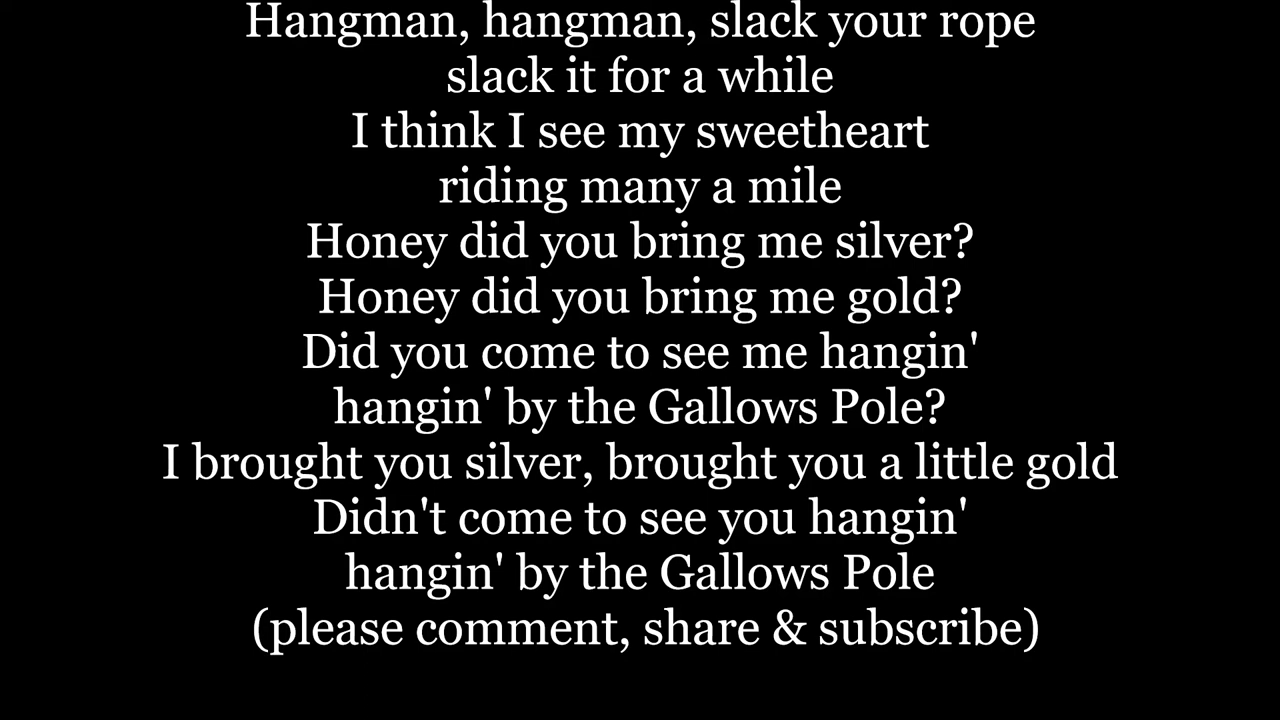 Hangman, hangman, slack your rope
slack it for a while
I think I see my sweetheart
riding many a mile
Honey did you bring me silver?
Honey did you bring me gold?
Did you come to see me hangin'
hangin' by the Gallows Pole?
I brought you silver, brought you a little gold
Didn't come to see you hangin'
hangin' by the Gallows Pole
(please comment, share & subscribe)